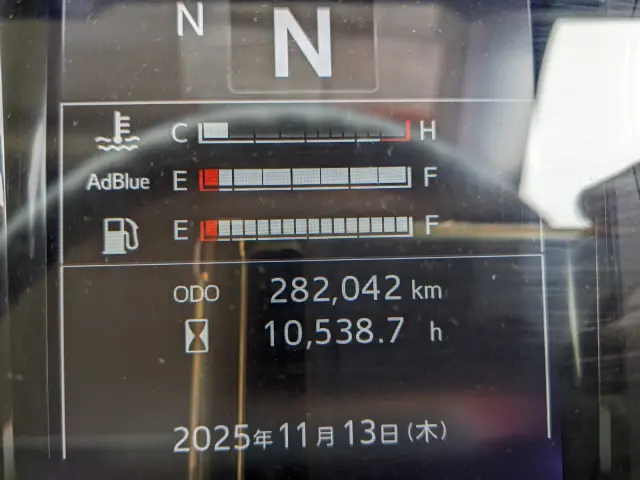 N N
C H
AdBlue E F
E F
ODO 282,042 km
10,538.7 h
2025年11月13日(木)